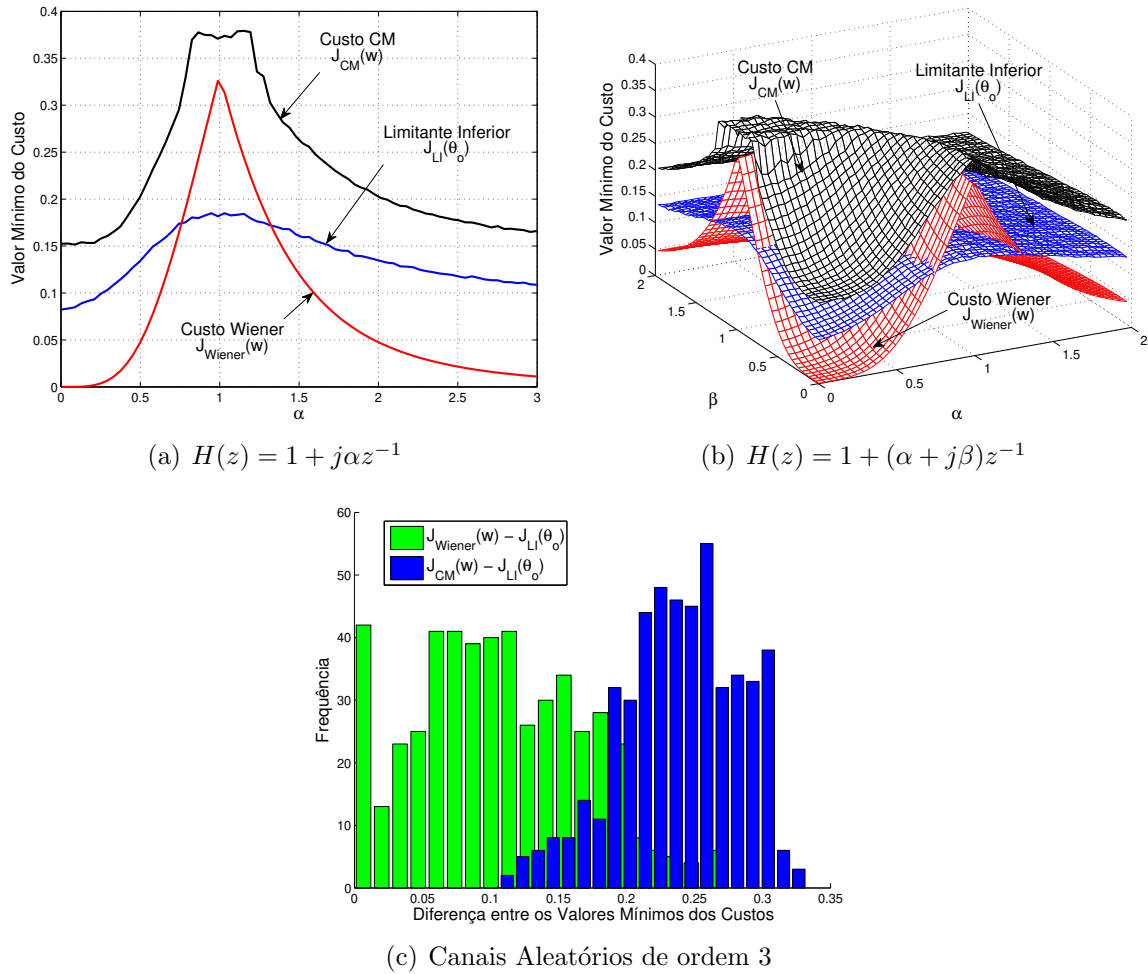 0.4
0.35
0.3
0.25
0.2
0.15
0.1
0.05
0
Valor Mínimo do Custo
Custo CM
J_CM(w)
Limitante Inferior
J_LI(θ_o)
Custo Wiener
J_Wiener(w)
0 0.5 1 1.5 2 2.5 3
α
(a) H(z) = 1 + jαz^{-1}
0.4
0.35
0.3
0.25
0.2
0.15
0.1
0.05
0
Valor Mínimo do Custo
Custo CM
J_CM(w)
Limitante Inferior
J_LI(θ_o)
Custo Wiener
J_Wiener(w)
2
1.5
1
0.5
0
β
0
0.5
1
1.5
2
α
(b) H(z) = 1 + (α + jβ)z^{-1}
60
50
40
30
20
10
0
Frequência
J_Wiener(w) − J_LI(θ_o)
J_CM(w) − J_LI(θ_o)
0 0.05 0.1 0.15 0.2 0.25 0.3 0.35
Diferença entre os Valores Mínimos dos Custos
(c) Canais Aleatórios de ordem 3